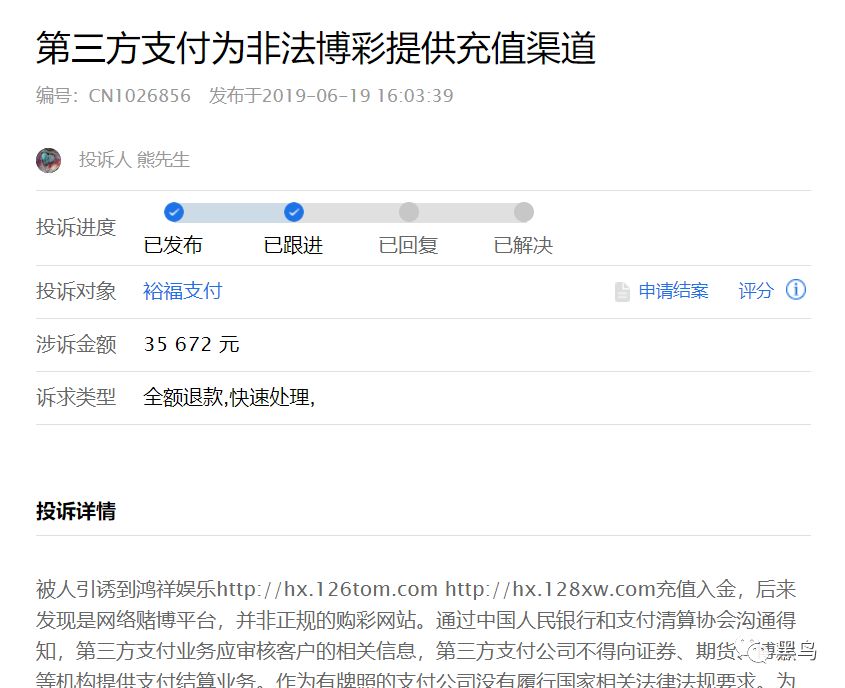 第三方支付为非法博彩提供充值渠道
编号：CN1026856 发布于2019-06-19 16:03:39
投诉人 熊先生
投诉进度
已发布 已跟进 已回复 已解决
投诉对象 裕福支付 申请结案 评分
涉诉金额 35 672 元
诉求类型 全额退款,快速处理,
投诉详情
被人引诱到鸿祥娱乐http://hx.126tom.com http://hx.128xw.com充值入金，后来
发现是网络赌博平台，并非正规的购彩网站。通过中国人民银行和支付清算协会沟通得
知，第三方支付业务应审核客户的相关信息，第三方支付公司不得向证券、期货、博彩
等机构提供支付结算业务。作为有牌照的支付公司没有履行国家相关法律法规要求。为
黑鸟